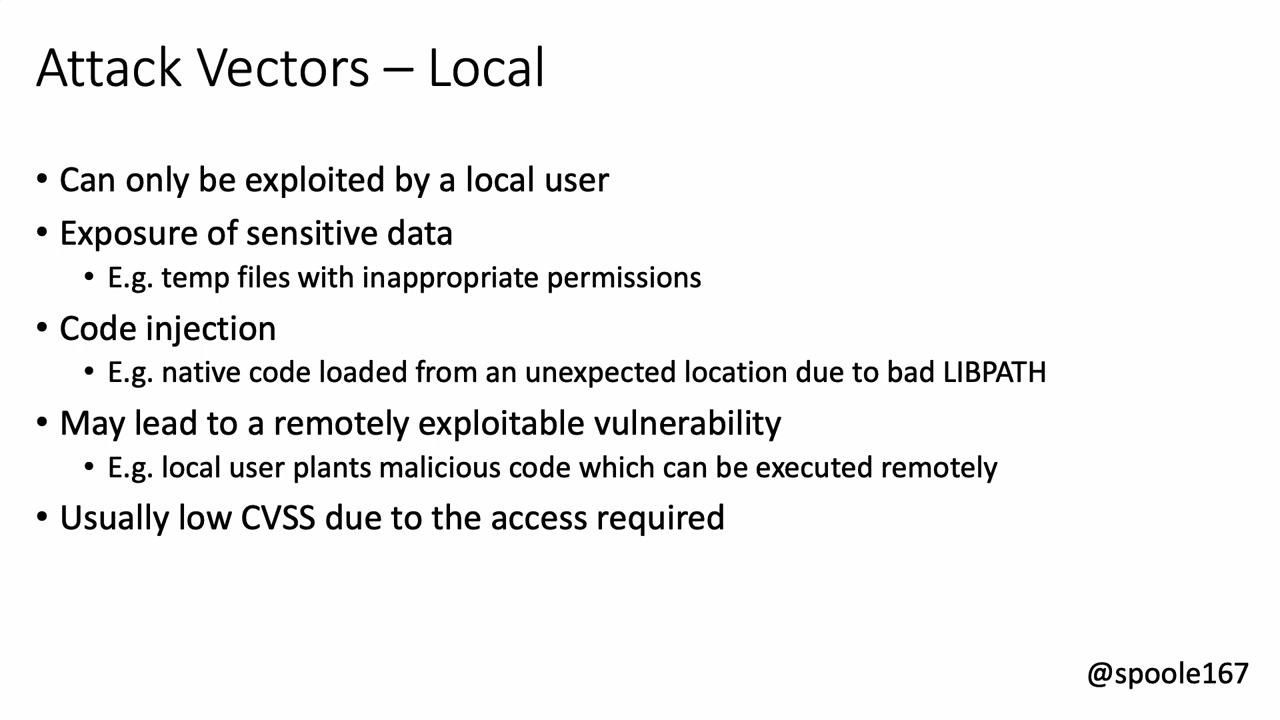 Attack Vectors – Local
• Can only be exploited by a local user
• Exposure of sensitive data
• E.g. temp files with inappropriate permissions
• Code injection
• E.g. native code loaded from an unexpected location due to bad LIBPATH
• May lead to a remotely exploitable vulnerability
• E.g. local user plants malicious code which can be executed remotely
• Usually low CVSS due to the access required
@spoole167